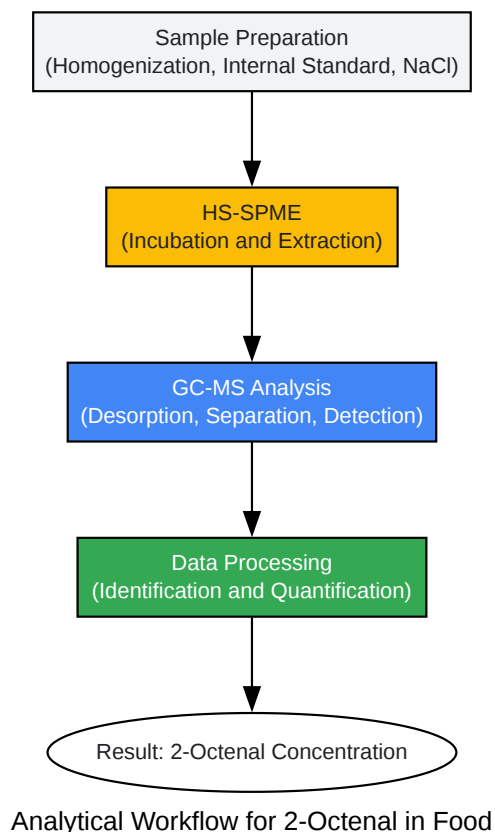 Sample Preparation
(Homogenization, Internal Standard, NaCl)
HS-SPME
(Incubation and Extraction)
GC-MS Analysis
(Desorption, Separation, Detection)
Data Processing
(Identification and Quantification)
Result: 2-Octenal Concentration
Analytical Workflow for 2-Octenal in Food